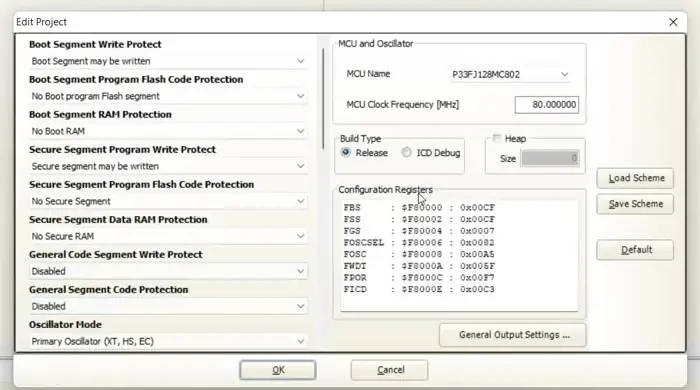 Edit Project
Boot Segment Write Protect
Boot Segment may be written
Boot Segment Program Flash Code Protection
No Boot program Flash segment
Boot Segment RAM Protection
No Boot RAM
Secure Segment Program Write Protect
Secure segment may be written
Secure Segment Program Flash Code Protection
No Secure Segment
Secure Segment Data RAM Protection
No Secure RAM
General Code Segment Write Protect
Disabled
General Segment Code Protection
Disabled
Oscillator Mode
Primary Oscillator (XT, HS, EC)
MCU and Oscillator
MCU Name P33FJ128MC802
MCU Clock Frequency [MHz] 80.000000
Build Type
Release ICD Debug
Heap
Size 0
Configuration Registers
FBS : $F80000 : 0x00CF
FSS : $F80002 : 0x00CF
FGS : $F80004 : 0x0007
FOSCSEL : $F80006 : 0x0082
FOSC : $F80008 : 0x00A5
FWDT : $F8000A : 0x005F
FPOR : $F8000C : 0x00F7
FICD : $F8000E : 0x00C3
Load Scheme
Save Scheme
Default
General Output Settings ...
OK Cancel